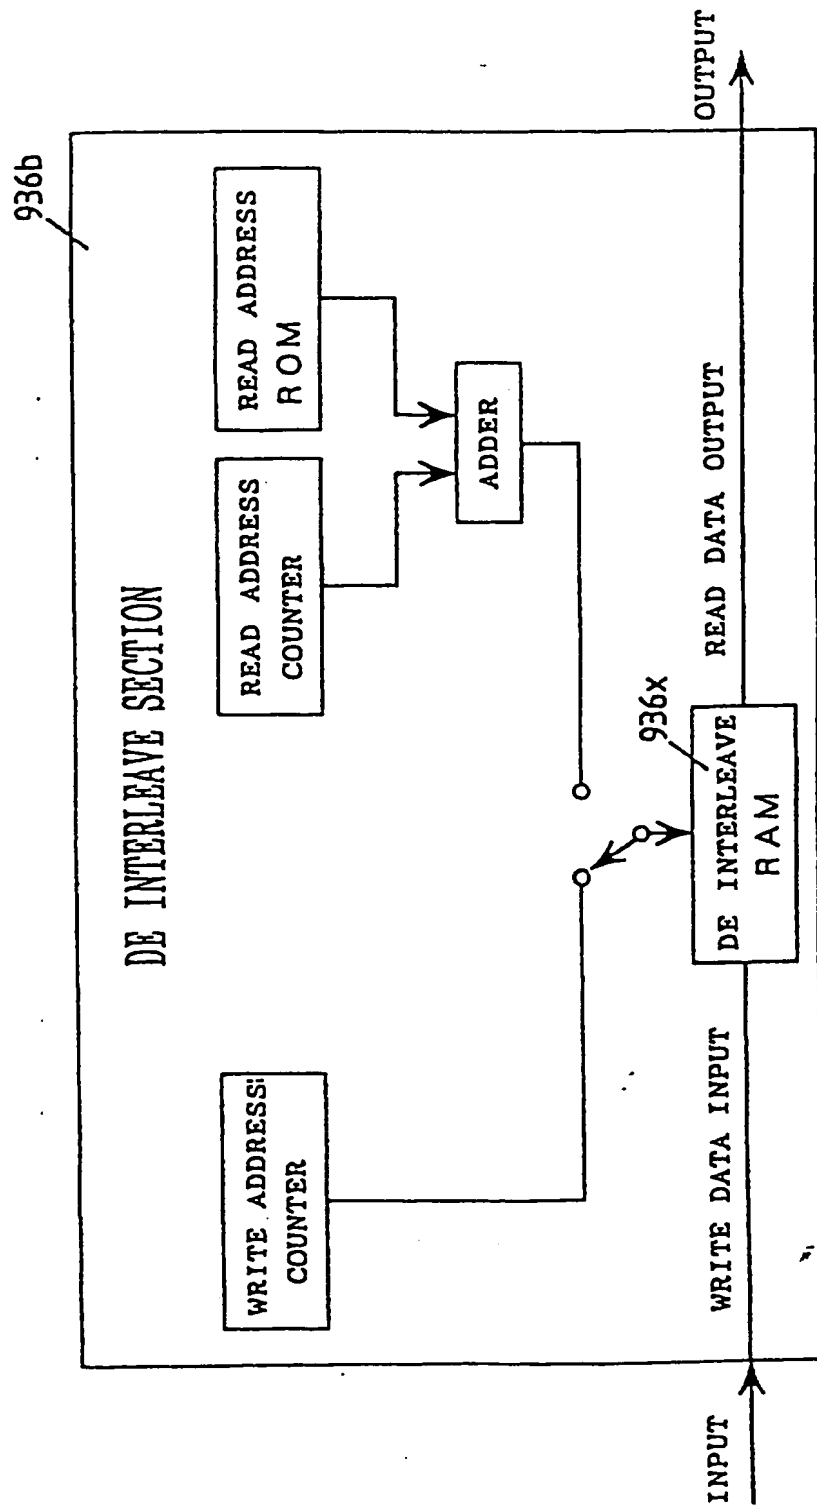 936b
DE INTERLEAVE SECTION
WRITE ADDRESS
COUNTER
READ ADDRESS
COUNTER
READ ADDRESS
ROM
ADDER
936x
DE INTERLEAVE
RAM
INPUT
WRITE DATA INPUT
READ DATA OUTPUT
OUTPUT